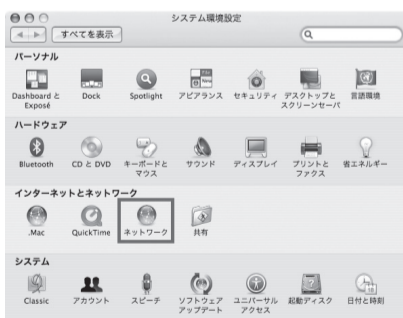 システム環境設定
すべてを表示
パーソナル
Dashboard と Exposé
Dock
Spotlight
アピアランス
セキュリティ
デスクトップと スクリーンセーバ
言語環境
ハードウェア
Bluetooth
CD と DVD
キーボードと マウス
サウンド
ディスプレイ
プリントと ファクス
省エネルギー
インターネットとネットワーク
.Mac
QuickTime
ネットワーク
共有
システム
Classic
アカウント
スピーチ
ソフトウェア アップデート
ユニバーサル アクセス
起動ディスク
日付と時刻